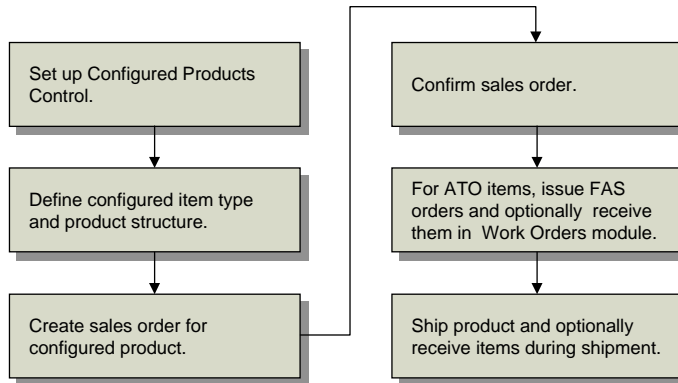 Set up Configured Products
Control.
Define configured item type
and product structure.
Create sales order for
configured product.
Confirm sales order.
For ATO items, issue FAS
orders and optionally receive
them in Work Orders module.
Ship product and optionally
receive items during shipment.